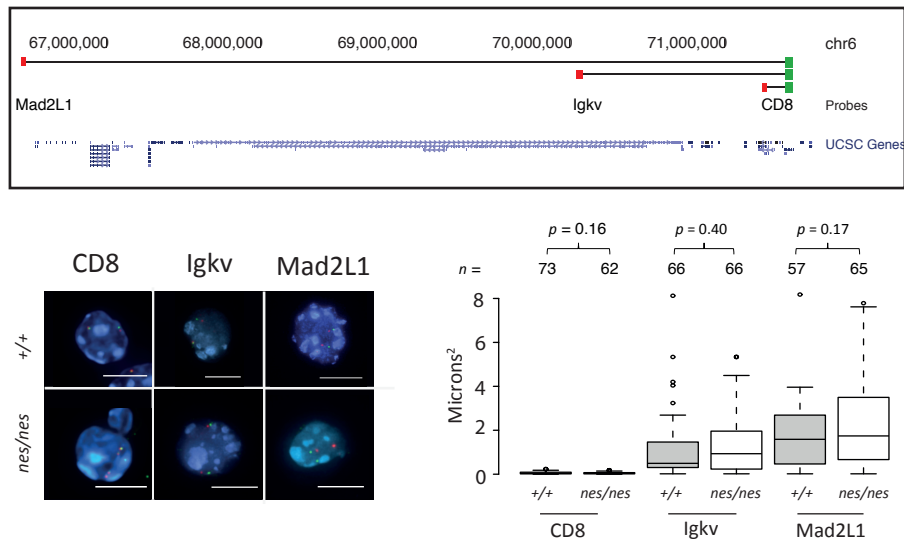 67,000,000 68,000,000 69,000,000 70,000,000 71,000,000 chr6
Mad2L1 Igkv CD8 Probes
UCSC Genes
CD8 Igkv Mad2L1
+/+
nes/nes
p = 0.16 p = 0.40 p = 0.17
n = 73 62 66 66 57 65
Microns²
8
6
4
2
0
+/+ nes/nes +/+ nes/nes +/+ nes/nes
CD8 Igkv Mad2L1